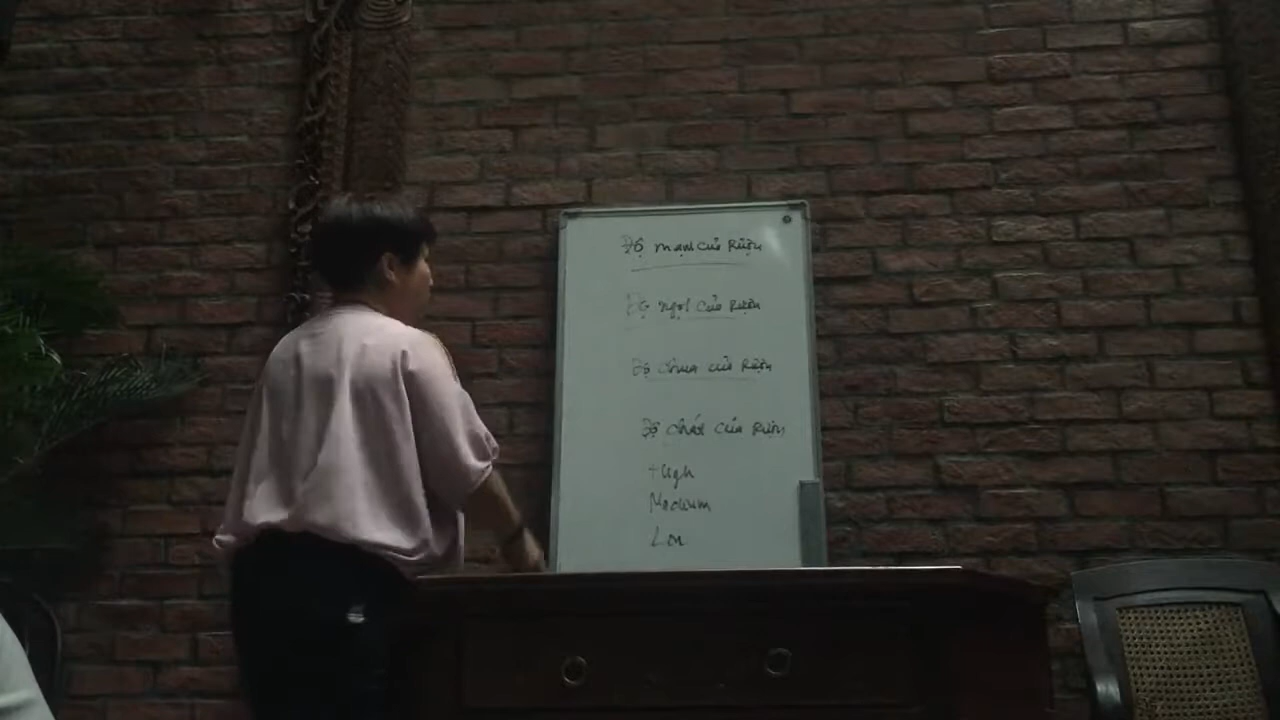 Độ mạnh của Rượu
Độ ngọt của Rượu
Độ chua của Rượu
Độ chát của Rượu
High
Medium
Low